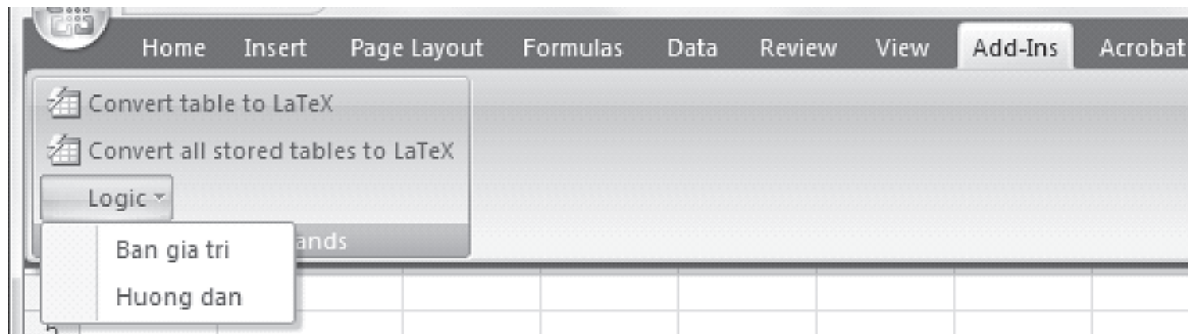 Home Insert Page Layout Formulas Data Review View Add-Ins Acrobat
Convert table to LaTeX
Convert all stored tables to LaTeX
Logic
Ban gia tri
ands
Huong dan
5